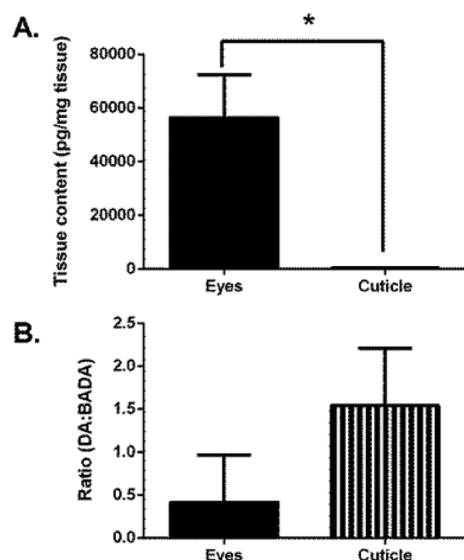 A.
*
Tissue content (pg/mg tissue)
80000
60000
40000
20000
0
Eyes Cuticle
B.
Ratio (DA:BADA)
2.5
2.0
1.5
1.0
0.5
0.0
Eyes Cuticle